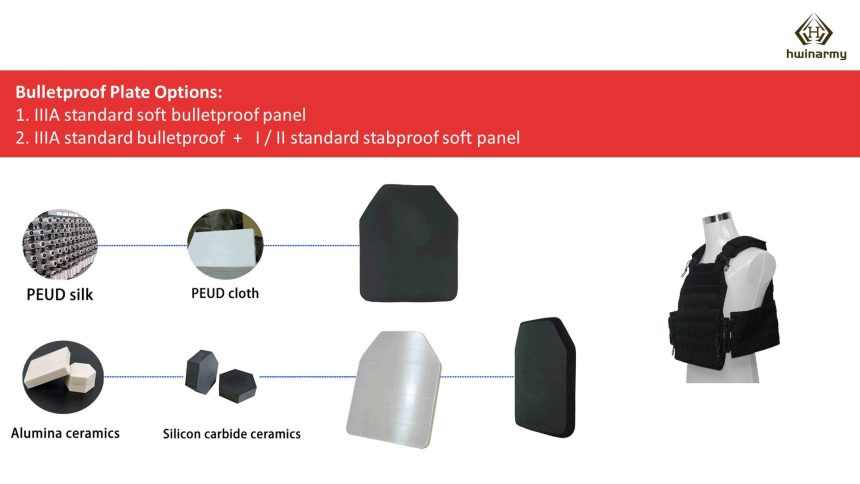 hwinarmy
Bulletproof Plate Options:
1. IIIA standard soft bulletproof panel
2. IIIA standard bulletproof + I / II standard stabproof soft panel
PEUD silk
PEUD cloth
Alumina ceramics
Silicon carbide ceramics